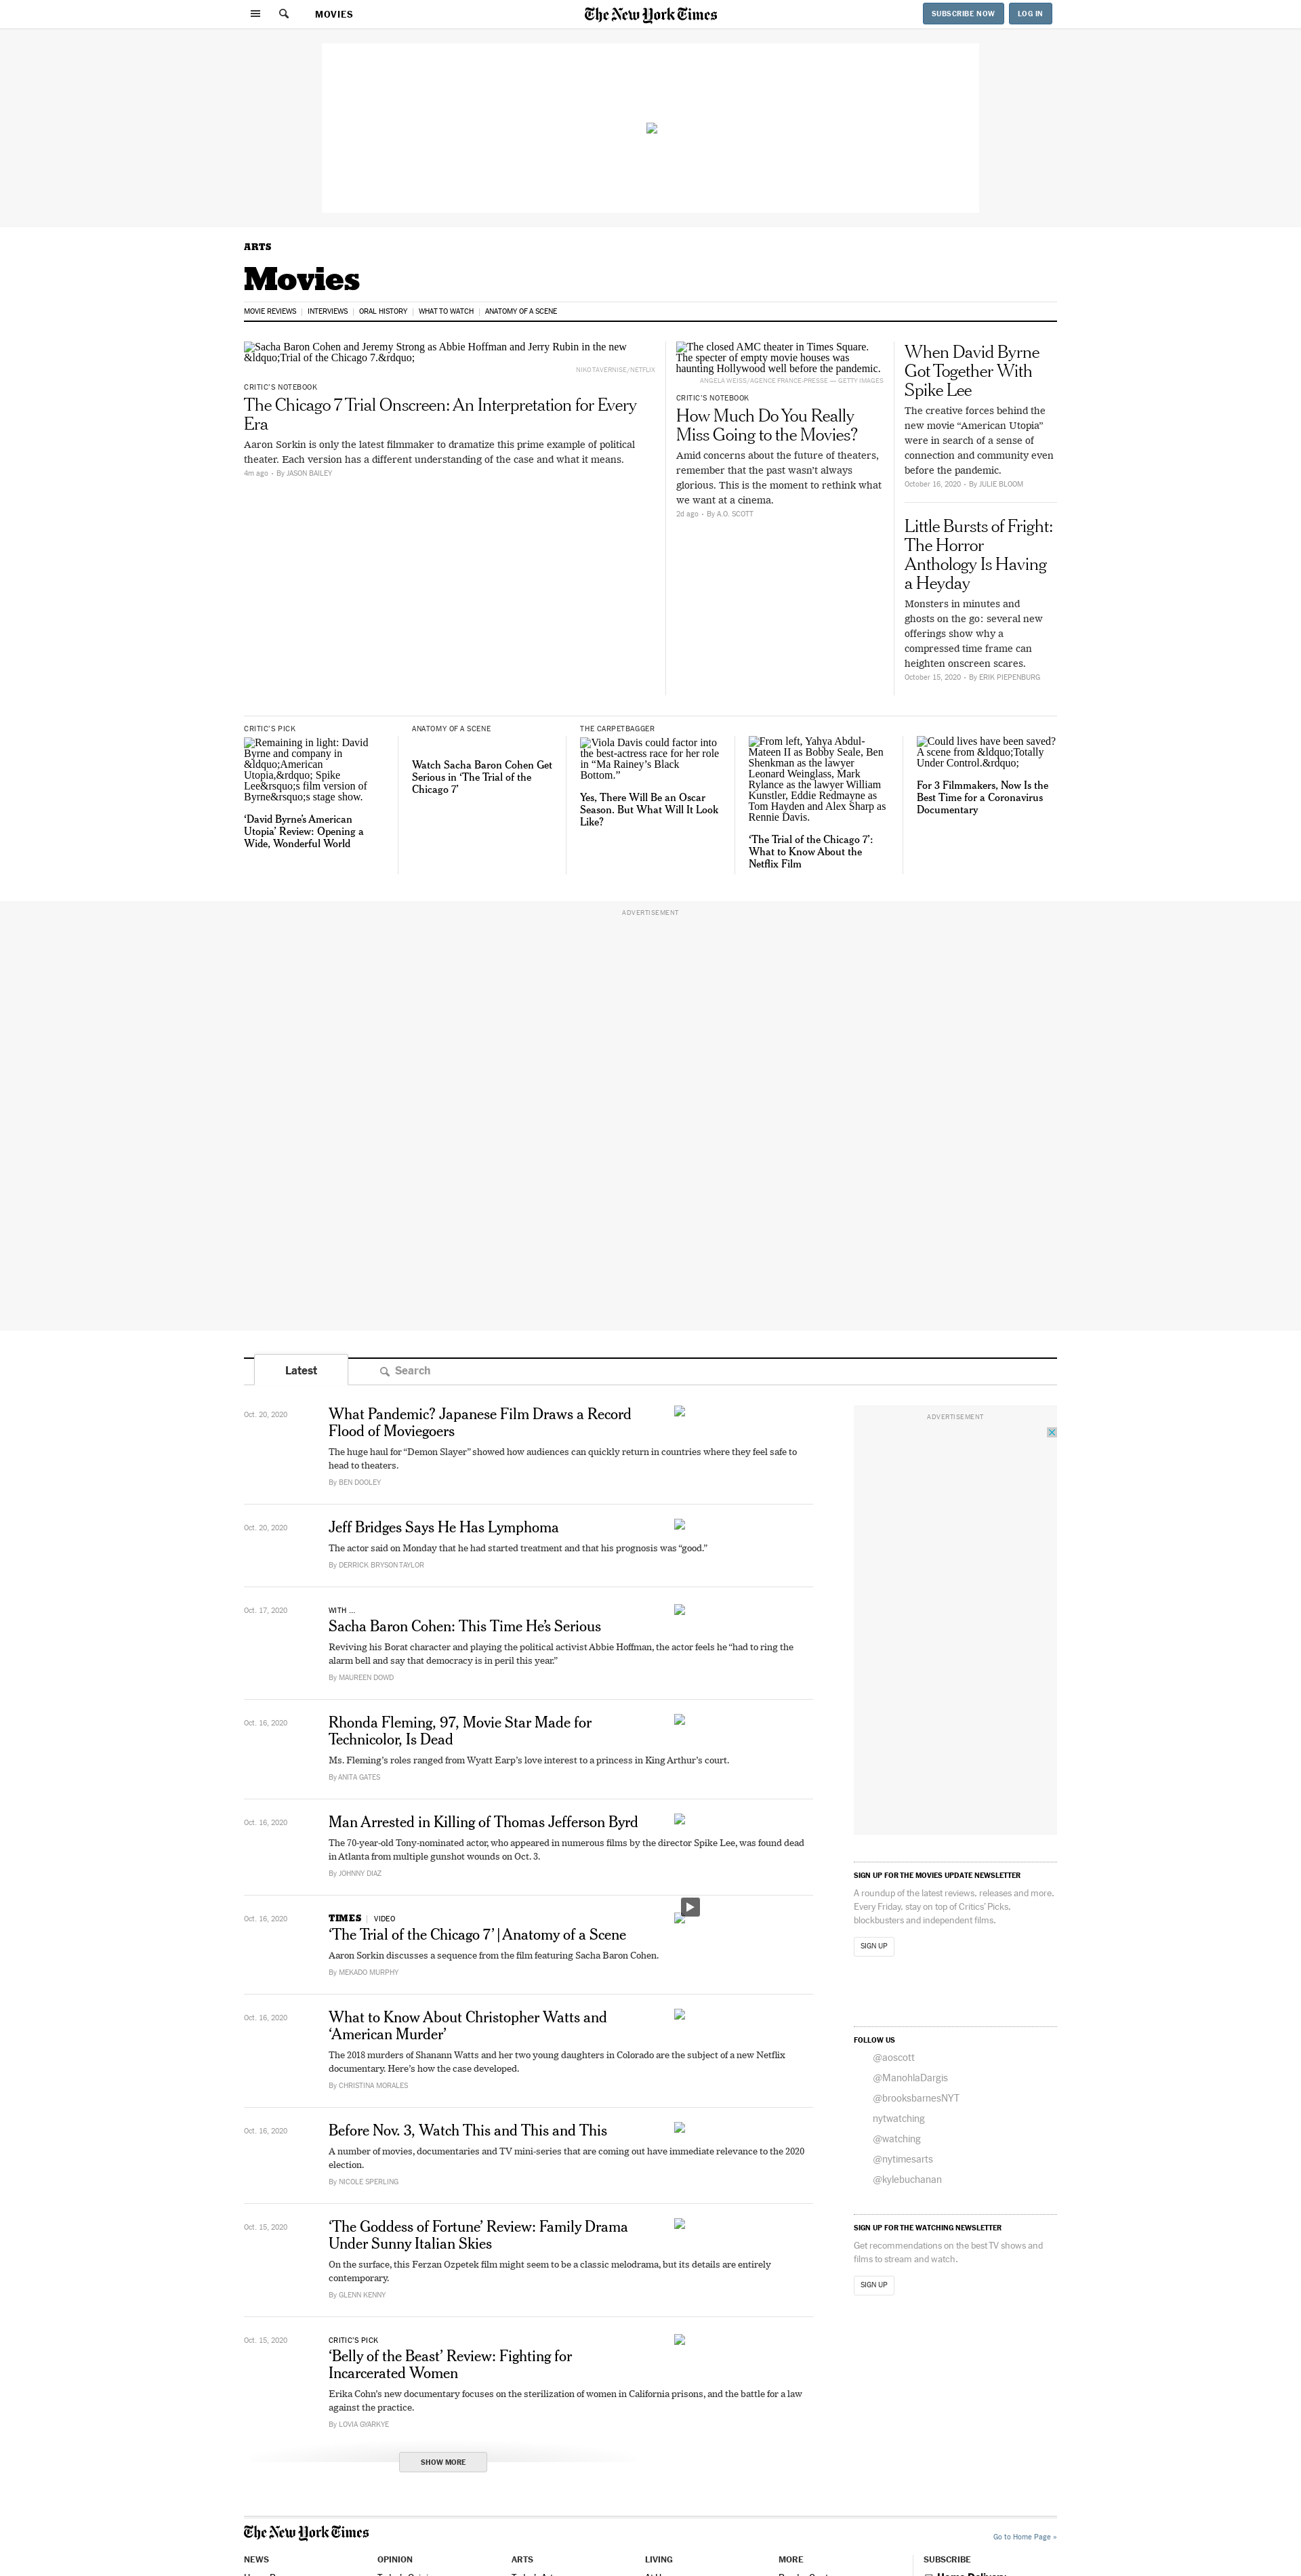 MOVIES
The New York Times
SUBSCRIBE NOW
LOG IN
ARTS
Movies
MOVIE REVIEWS
INTERVIEWS
ORAL HISTORY
WHAT TO WATCH
ANATOMY OF A SCENE
Sacha Baron Cohen and Jeremy Strong as Abbie Hoffman and Jerry Rubin in the new
&ldquo;Trial of the Chicago 7.&rdquo;
NIKO TAVERNISE/NETFLIX
CRITIC'S NOTEBOOK
The Chicago 7 Trial Onscreen: An Interpretation for Every
Era
Aaron Sorkin is only the latest filmmaker to dramatize this prime example of political
theater. Each version has a different understanding of the case and what it means.
4m ago • By JASON BAILEY
The closed AMC theater in Times Square.
The specter of empty movie houses was
haunting Hollywood well before the pandemic.
ANGELA WEISS/AGENCE FRANCE-PRESSE — GETTY IMAGES
CRITIC'S NOTEBOOK
How Much Do You Really
Miss Going to the Movies?
Amid concerns about the future of theaters,
remember that the past wasn't always
glorious. This is the moment to rethink what
we want at a cinema.
2d ago • By A.O. SCOTT
When David Byrne
Got Together With
Spike Lee
The creative forces behind the
new movie “American Utopia”
were in search of a sense of
connection and community even
before the pandemic.
October 16, 2020 • By JULIE BLOOM
Little Bursts of Fright:
The Horror
Anthology Is Having
a Heyday
Monsters in minutes and
ghosts on the go: several new
offerings show why a
compressed time frame can
heighten onscreen scares.
October 15, 2020 • By ERIK PIEPENBURG
CRITIC'S PICK
Remaining in light: David
Byrne and company in
&ldquo;American
Utopia,&rdquo; Spike
Lee&rsquo;s film version of
Byrne&rsquo;s stage show.
‘David Byrne’s American
Utopia’ Review: Opening a
Wide, Wonderful World
ANATOMY OF A SCENE
Watch Sacha Baron Cohen Get
Serious in ‘The Trial of the
Chicago 7’
THE CARPETBAGGER
Viola Davis could factor into
the best-actress race for her role
in “Ma Rainey’s Black
Bottom.”
Yes, There Will Be an Oscar
Season. But What Will It Look
Like?
From left, Yahya Abdul-
Mateen II as Bobby Seale, Ben
Shenkman as the lawyer
Leonard Weinglass, Mark
Rylance as the lawyer William
Kunstler, Eddie Redmayne as
Tom Hayden and Alex Sharp as
Rennie Davis.
‘The Trial of the Chicago 7’:
What to Know About the
Netflix Film
Could lives have been saved?
A scene from &ldquo;Totally
Under Control.&rdquo;
For 3 Filmmakers, Now Is the
Best Time for a Coronavirus
Documentary
ADVERTISEMENT
Latest
Search
Oct. 20, 2020
What Pandemic? Japanese Film Draws a Record
Flood of Moviegoers
The huge haul for “Demon Slayer” showed how audiences can quickly return in countries where they feel safe to
head to theaters.
By BEN DOOLEY
Oct. 20, 2020
Jeff Bridges Says He Has Lymphoma
The actor said on Monday that he had started treatment and that his prognosis was “good.”
By DERRICK BRYSON TAYLOR
Oct. 17, 2020
WITH ...
Sacha Baron Cohen: This Time He’s Serious
Reviving his Borat character and playing the political activist Abbie Hoffman, the actor feels he “had to ring the
alarm bell and say that democracy is in peril this year.”
By MAUREEN DOWD
Oct. 16, 2020
Rhonda Fleming, 97, Movie Star Made for
Technicolor, Is Dead
Ms. Fleming’s roles ranged from Wyatt Earp’s love interest to a princess in King Arthur’s court.
By ANITA GATES
Oct. 16, 2020
Man Arrested in Killing of Thomas Jefferson Byrd
The 70-year-old Tony-nominated actor, who appeared in numerous films by the director Spike Lee, was found dead
in Atlanta from multiple gunshot wounds on Oct. 3.
By JOHNNY DIAZ
Oct. 16, 2020
TIMES | VIDEO
‘The Trial of the Chicago 7’ | Anatomy of a Scene
Aaron Sorkin discusses a sequence from the film featuring Sacha Baron Cohen.
By MEKADO MURPHY
Oct. 16, 2020
What to Know About Christopher Watts and
‘American Murder’
The 2018 murders of Shanann Watts and her two young daughters in Colorado are the subject of a new Netflix
documentary. Here’s how the case developed.
By CHRISTINA MORALES
Oct. 16, 2020
Before Nov. 3, Watch This and This and This
A number of movies, documentaries and TV mini-series that are coming out have immediate relevance to the 2020
election.
By NICOLE SPERLING
Oct. 15, 2020
‘The Goddess of Fortune’ Review: Family Drama
Under Sunny Italian Skies
On the surface, this Ferzan Ozpetek film might seem to be a classic melodrama, but its details are entirely
contemporary.
By GLENN KENNY
Oct. 15, 2020
CRITIC'S PICK
‘Belly of the Beast’ Review: Fighting for
Incarcerated Women
Erika Cohn’s new documentary focuses on the sterilization of women in California prisons, and the battle for a law
against the practice.
By LOVIA GYARKYE
SHOW MORE
ADVERTISEMENT
SIGN UP FOR THE MOVIES UPDATE NEWSLETTER
A roundup of the latest reviews, releases and more.
Every Friday, stay on top of Critics’ Picks,
blockbusters and independent films.
SIGN UP
FOLLOW US
@aoscott
@ManohlaDargis
@brooksbarnesNYT
nytwatching
@watching
@nytimesarts
@kylebuchanan
SIGN UP FOR THE WATCHING NEWSLETTER
Get recommendations on the best TV shows and
films to stream and watch.
SIGN UP
The New York Times
Go to Home Page »
NEWS
OPINION
ARTS
LIVING
MORE
SUBSCRIBE